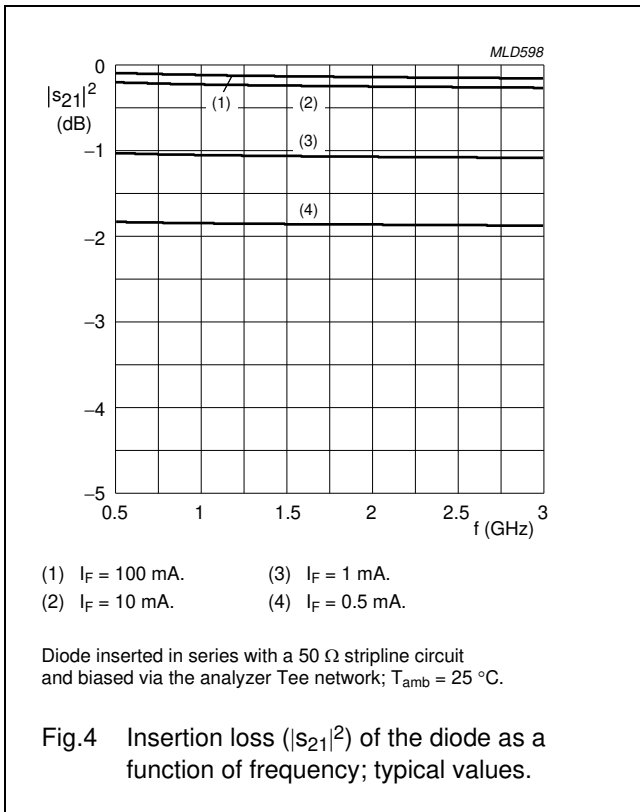 MLD598
0
|s21|²
(dB)
−1
−2
−3
−4
−5
(1)
(2)
(3)
(4)
0.5 1 1.5 2 2.5 3
f (GHz)
(1) IF = 100 mA. (3) IF = 1 mA.
(2) IF = 10 mA. (4) IF = 0.5 mA.
Diode inserted in series with a 50 Ω stripline circuit
and biased via the analyzer Tee network; Tamb = 25 °C.
Fig.4 Insertion loss (|s21|²) of the diode as a
function of frequency; typical values.